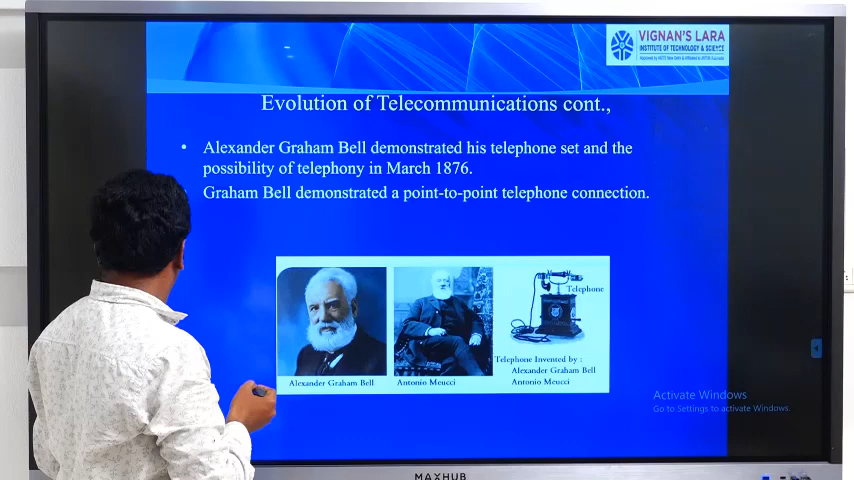 VIGNAN'S LARA
INSTITUTE OF TECHNOLOGY & SCIENCE
Evolution of Telecommunications cont.,
• Alexander Graham Bell demonstrated his telephone set and the
possibility of telephony in March 1876.
Graham Bell demonstrated a point-to-point telephone connection.
Telephone
Telephone Invented by :
Alexander Graham Bell
Antonio Meucci
Alexander Graham Bell
Antonio Meucci
Activate Windows
Go to Settings to activate Windows.
MAXHUB